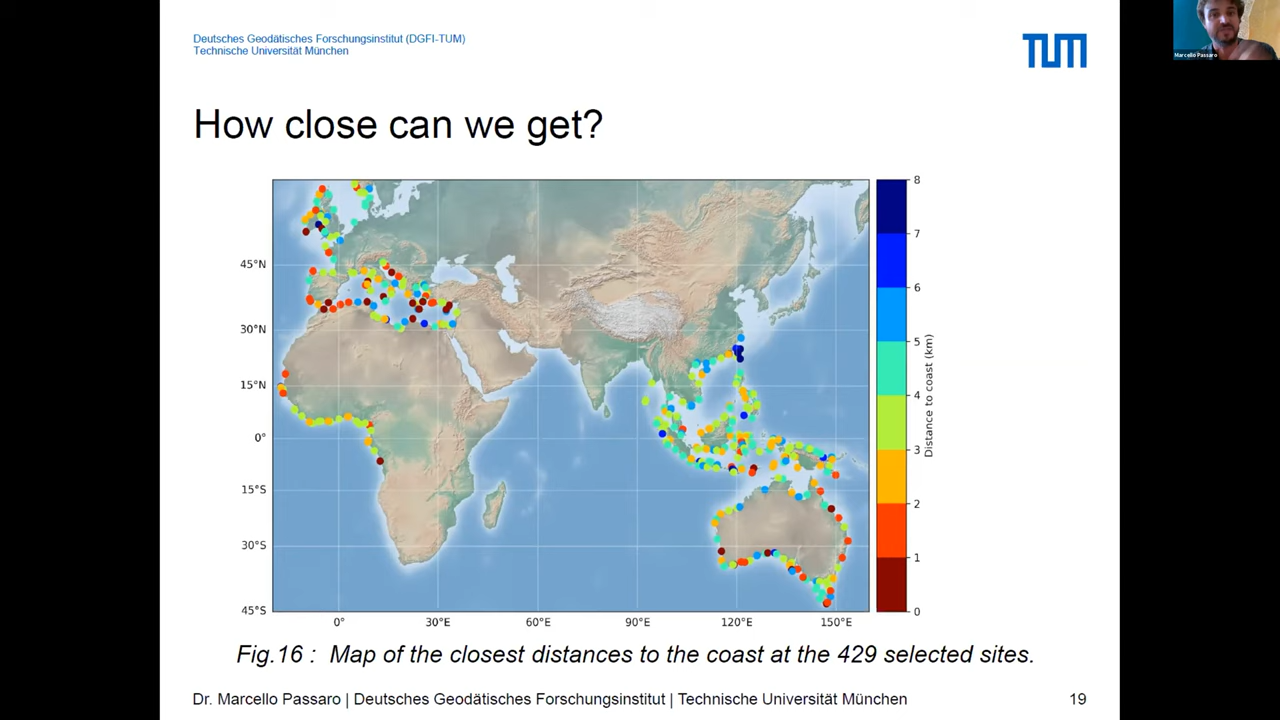 Deutsches Geodätisches Forschungsinstitut (DGFI-TUM)
Technische Universität München
TUM
Marcello Passaro
How close can we get?
45°N
30°N
15°N
0°
15°S
30°S
45°S
0°
30°E
60°E
90°E
120°E
150°E
8
7
6
5
4
3
2
1
0
Distance to coast (km)
Fig.16 : Map of the closest distances to the coast at the 429 selected sites.
Dr. Marcello Passaro | Deutsches Geodätisches Forschungsinstitut | Technische Universität München
19